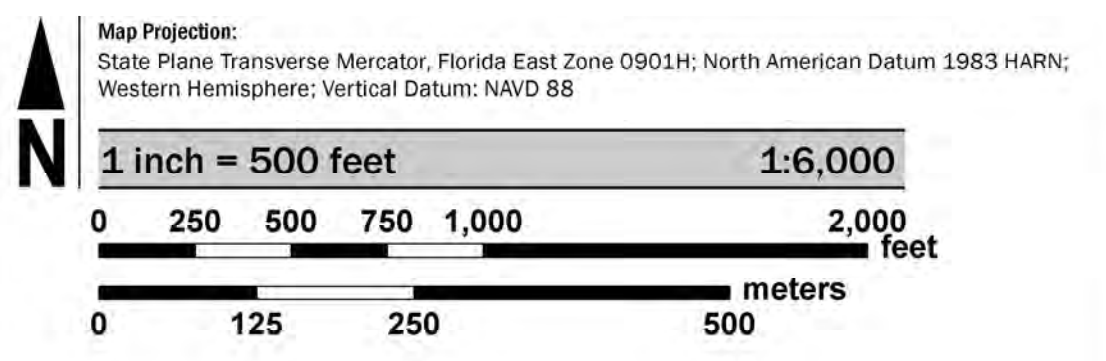 Map Projection:
State Plane Transverse Mercator, Florida East Zone 0901H; North American Datum 1983 HARN;
Western Hemisphere; Vertical Datum: NAVD 88
N
1 inch = 500 feet 1:6,000
0 250 500 750 1,000 2,000
feet
meters
0 125 250 500